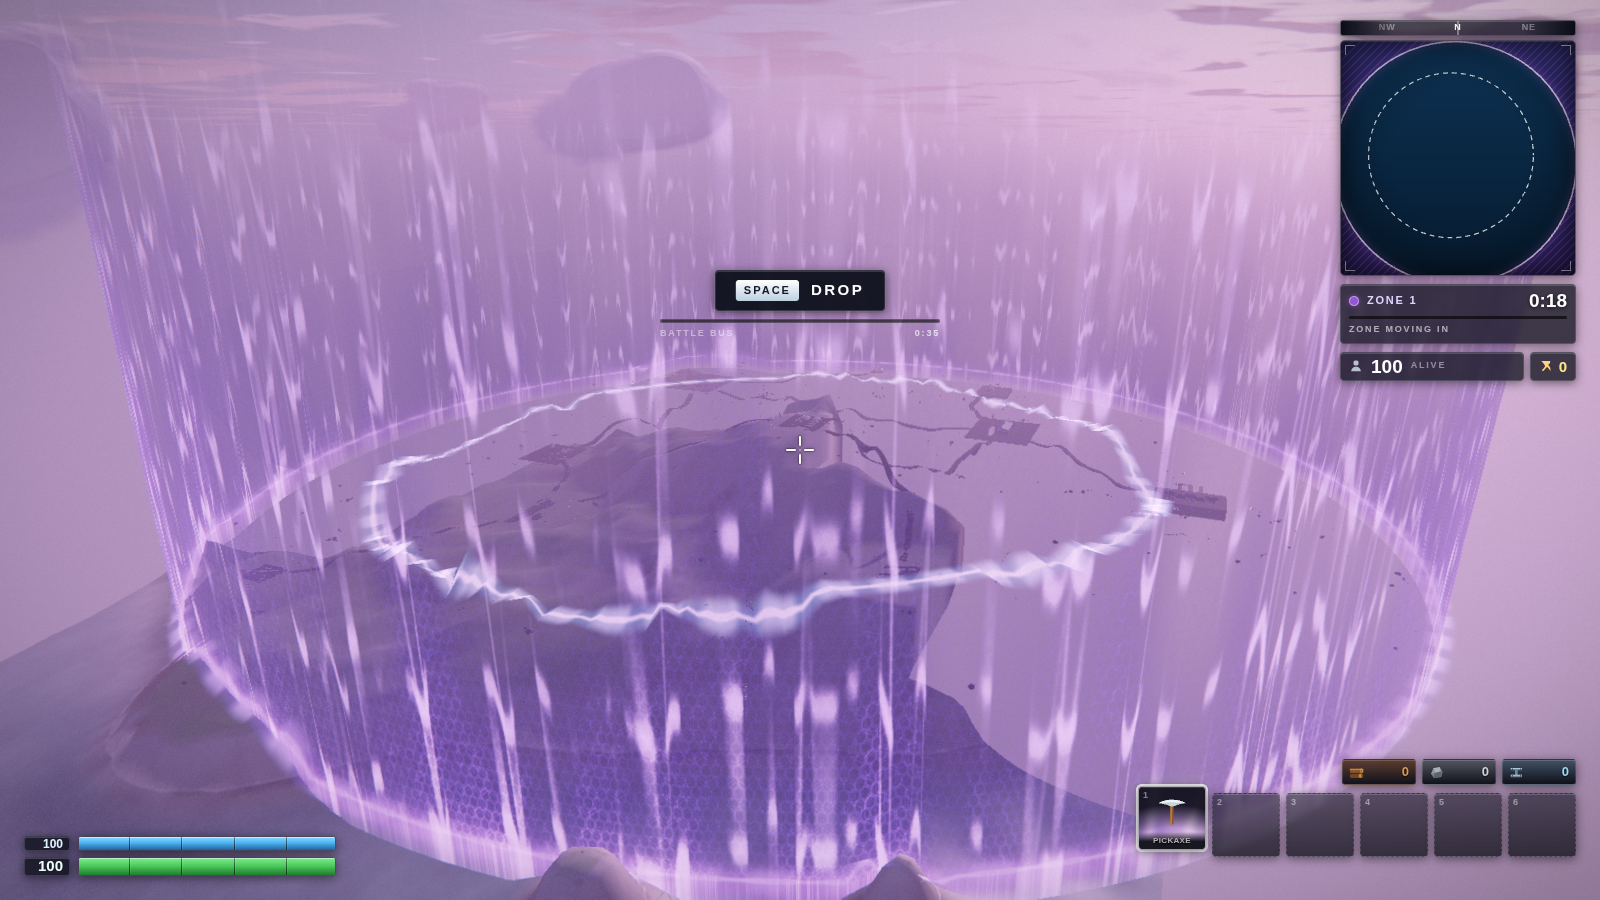 NW N NE
SPACE DROP
BATTLE BUS 0:35
ZONE 1 0:18
ZONE MOVING IN
100 ALIVE 0
0 0 0
1 2 3 4 5 6
PICKAXE
100
100